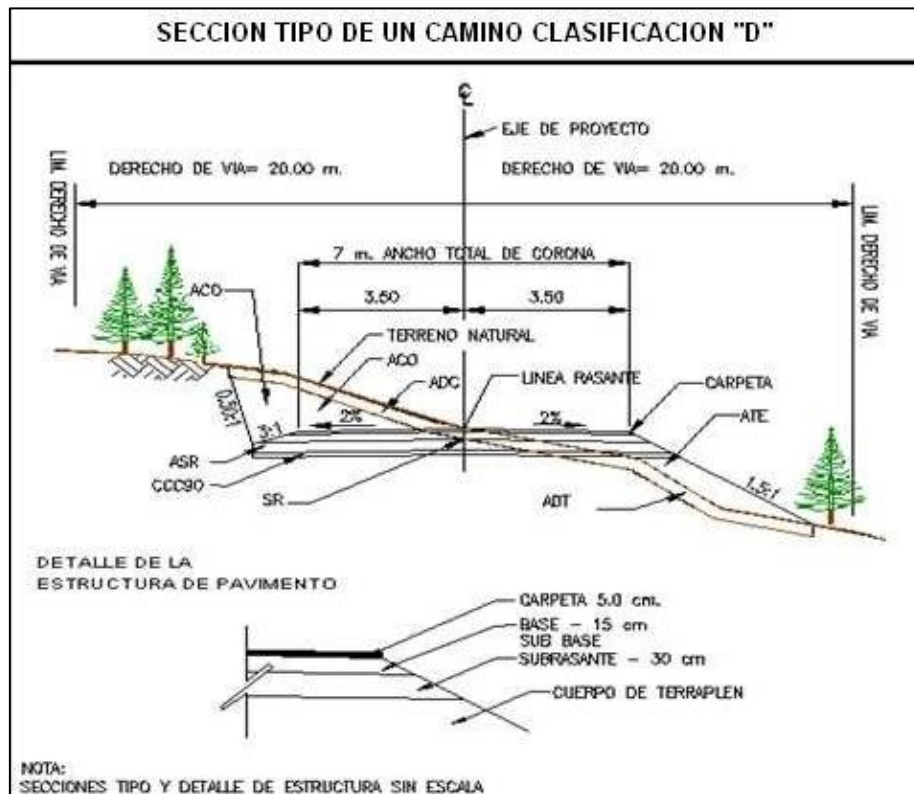 SECCION TIPO DE UN CAMINO CLASIFICACION "D"
EJE DE PROYECTO
DERECHO DE VIA= 20.00 m.
DERECHO DE VIA= 20.00 m.
LIM. DERECHO DE VIA
LIM. DERECHO DE VIA
7 m. ANCHO TOTAL DE CORONA
ACO
3.50
3.50
TERRENO NATURAL
ACO
ADC
LINEA RASANTE
CARPETA
2%
2%
ATE
0.50:1
3:1
ASR
CCC90
SR
ADT
1.5:1
DETALLE DE LA
ESTRUCTURA DE PAVIMENTO
CARPETA 5.0 cm.
BASE - 15 cm
SUB BASE
SUBRASANTE - 30 cm
CUERPO DE TERRAPLEN
NOTA:
SECCIONES TIPO Y DETALLE DE ESTRUCTURA SIN ESCALA